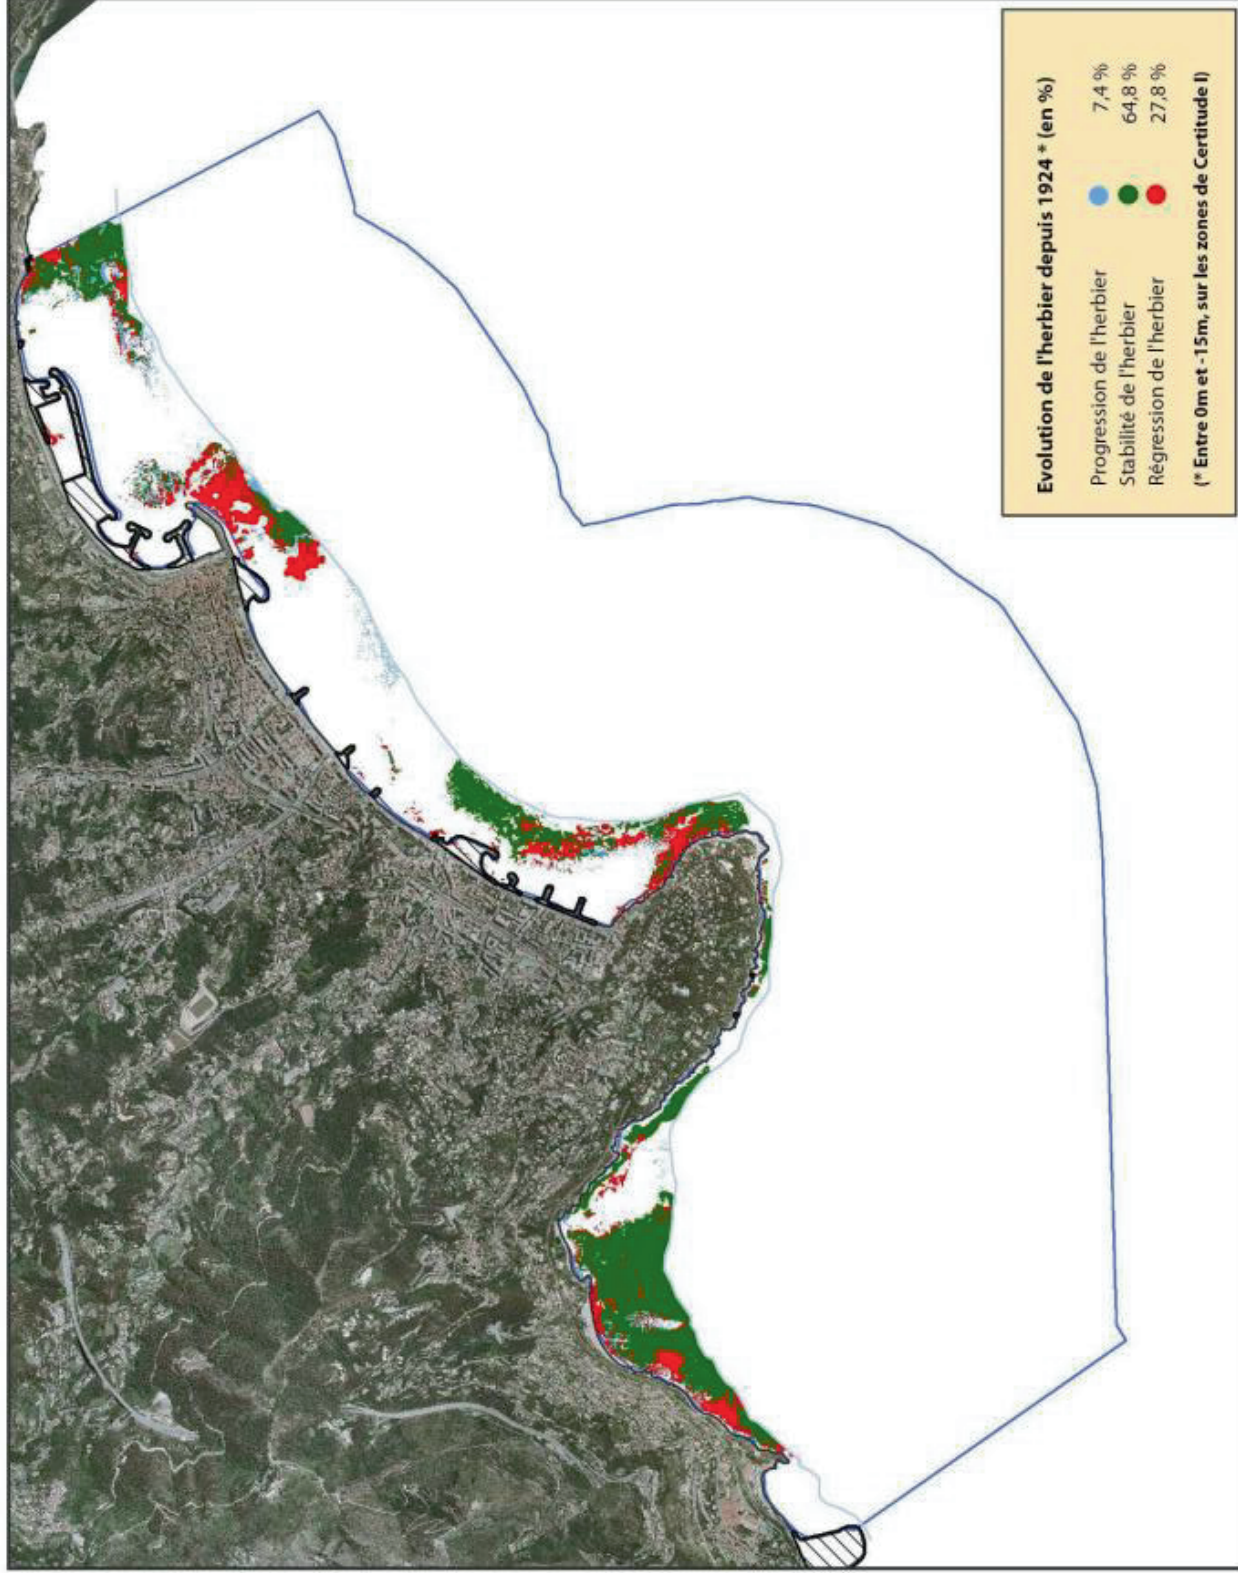 Evolution de l'herbier depuis 1924 * (en %)
Progression de l'herbier 7,4 %
Stabilité de l'herbier 64,8 %
Régression de l'herbier 27,8 %
(* Entre 0m et -15m, sur les zones de Certitude I)